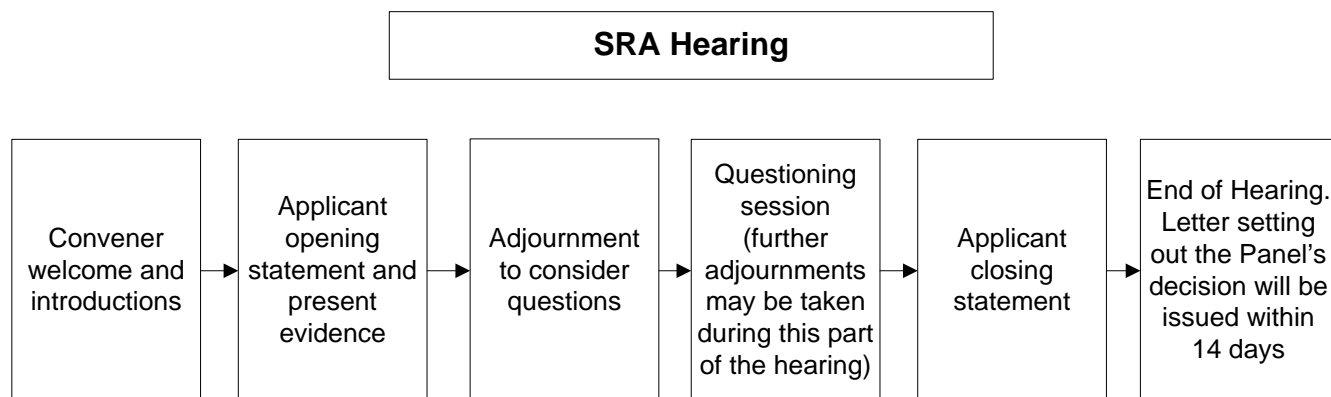 SRA Hearing
Convener
welcome and
introductions
Applicant
opening
statement and
present
evidence
Adjournment
to consider
questions
Questioning
session
(further
adjournments
may be taken
during this part
of the hearing)
Applicant
closing
statement
End of Hearing.
Letter setting
out the Panel’s
decision will be
issued within
14 days